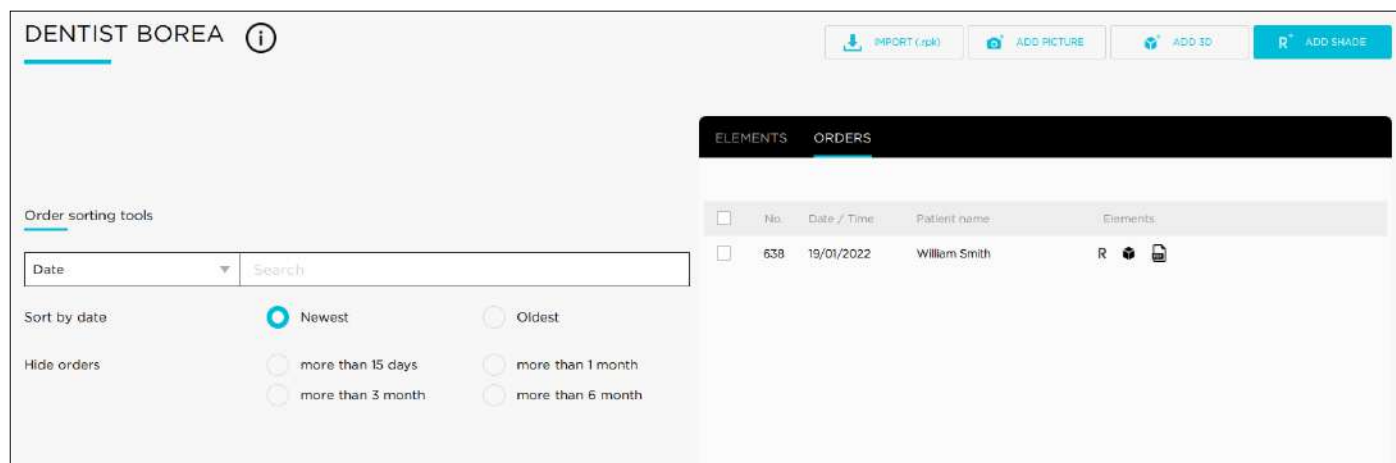 DENTIST BOREA
IMPORT (.rpk)
ADD PICTURE
ADD 3D
R+ ADD SHADE
ELEMENTS ORDERS
Order sorting tools
Date Search
Sort by date Newest Oldest
Hide orders more than 15 days more than 1 month
more than 3 month more than 6 month
No. Date / Time Patient name Elements
638 19/01/2022 William Smith R